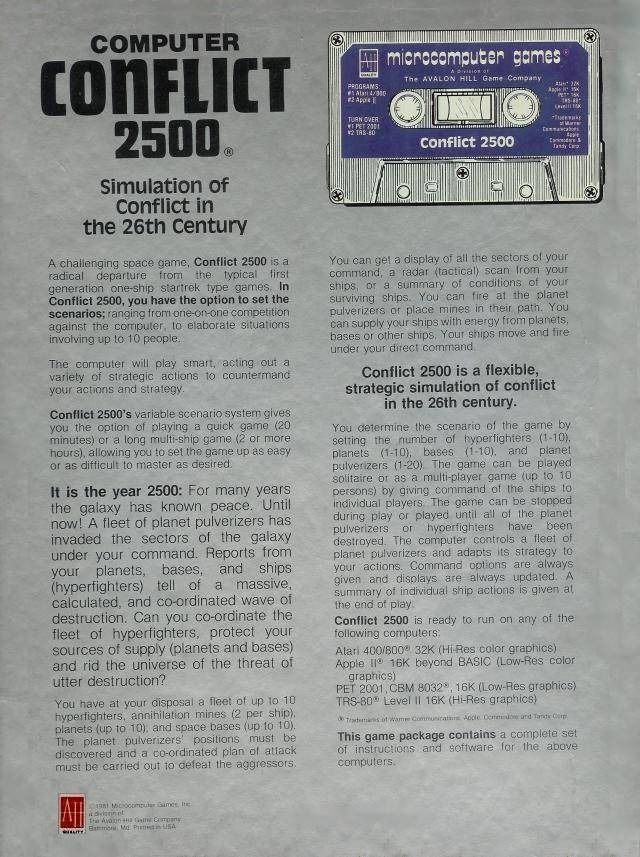 COMPUTER
CONFLICT
2500®
Simulation of
Conflict in
the 26th Century
A challenging space game, Conflict 2500 is a
radical departure from the typical first
generation one-ship startrek type games. In
Conflict 2500, you have the option to set the
scenarios; ranging from one-on-one competition
against the computer, to elaborate situations
involving up to 10 people.
The computer will play smart, acting out a
variety of strategic actions to countermand
your actions and strategy.
Conflict 2500's variable scenario system gives
you the option of playing a quick game (20
minutes) or a long multi-ship game (2 or more
hours), allowing you to set the game up as easy
or as difficult to master as desired.
It is the year 2500: For many years
the galaxy has known peace. Until
now! A fleet of planet pulverizers has
invaded the sectors of the galaxy
under your command. Reports from
your planets, bases, and ships
(hyperfighters) tell of a massive,
calculated, and co-ordinated wave of
destruction. Can you co-ordinate the
fleet of hyperfighters, protect your
sources of supply (planets and bases)
and rid the universe of the threat of
utter destruction?
You have at your disposal a fleet of up to 10
hyperfighters, annihilation mines (2 per ship),
planets (up to 10), and space bases (up to 10).
The planet pulverizers' positions must be
discovered and a co-ordinated plan of attack
must be carried out to defeat the aggressors.
AH
QUALITY
©1981 Microcomputer Games, Inc.
a division of
The Avalon Hill Game Company
Baltimore, Md. Printed in USA
AH
QUALITY
microcomputer games®
A Division of
The AVALON HILL Game Company
PROGRAMS
#1 Atari 4/800
#2 Apple ][
TURN OVER
#1 PET 2001
#2 TRS-80
Atari* 32K
Apple II* 16K
PET* 16K
TRS-80*
Level II 16K
*Trademarks
of Warner
Communications,
Apple,
Commodore &
Tandy Corp.
Conflict 2500
You can get a display of all the sectors of your
command, a radar (tactical) scan from your
ships, or a summary of conditions of your
surviving ships. You can fire at the planet
pulverizers or place mines in their path. You
can supply your ships with energy from planets,
bases or other ships. Your ships move and fire
under your direct command.
Conflict 2500 is a flexible,
strategic simulation of conflict
in the 26th century.
You determine the scenario of the game by
setting the number of hyperfighters (1-10),
planets (1-10), bases (1-10), and planet
pulverizers (1-20). The game can be played
solitaire or as a multi-player game (up to 10
persons) by giving command of the ships to
individual players. The game can be stopped
during play or played until all of the planet
pulverizers or hyperfighters have been
destroyed. The computer controls a fleet of
planet pulverizers and adapts its strategy to
your actions. Command options are always
given and displays are always updated. A
summary of individual ship actions is given at
the end of play.
Conflict 2500 is ready to run on any of the
following computers:
Atari 400/800® 32K (Hi-Res color graphics)
Apple II® 16K beyond BASIC (Low-Res color
graphics)
PET 2001, CBM 8032®, 16K (Low-Res graphics)
TRS-80® Level II 16K (Hi-Res graphics)
® Trademarks of Warner Communications, Apple, Commodore and Tandy Corp.
This game package contains a complete set
of instructions and software for the above
computers.